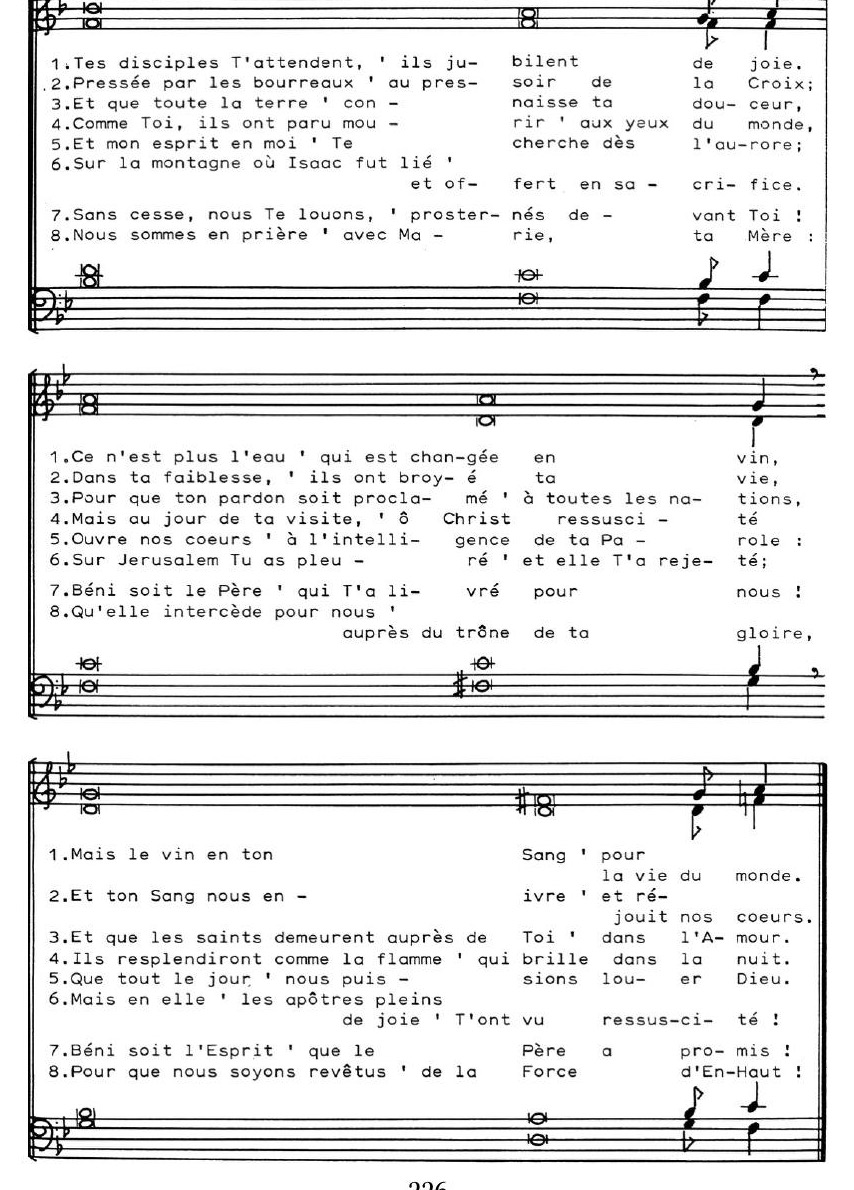 1.Tes disciples T'attendent, ' ils ju- bilent de joie.
2.Pressée par les bourreaux ' au pres- soir de la Croix;
3.Et que toute la terre ' con - naisse ta dou- ceur,
4.Comme Toi, ils ont paru mou - rir ' aux yeux du monde,
5.Et mon esprit en moi ' Te cherche dès l'au-rore;
6.Sur la montagne où Isaac fut lié '
et of- fert en sa - cri- fice.
7.Sans cesse, nous Te louons, ' proster- nés de - vant Toi !
8.Nous sommes en prière ' avec Ma - rie, ta Mère :
1.Ce n'est plus l'eau ' qui est chan-gée en vin,
2.Dans ta faiblesse, ' ils ont broy- é ta vie,
3.Pour que ton pardon soit procla- mé ' à toutes les na- tions,
4.Mais au jour de ta visite, ' ô Christ ressusci - té
5.Ouvre nos coeurs ' à l'intelli- gence de ta Pa - role :
6.Sur Jerusalem Tu as pleu - ré ' et elle T'a reje- té;
7.Béni soit le Père ' qui T'a li- vré pour nous !
8.Qu'elle intercède pour nous '
auprès du trône de ta gloire,
1.Mais le vin en ton Sang ' pour
la vie du monde.
2.Et ton Sang nous en - ivre ' et ré-
jouit nos coeurs.
3.Et que les saints demeurent auprès de Toi ' dans l'A- mour.
4.Ils resplendiront comme la flamme ' qui brille dans la nuit.
5.Que tout le jour ' nous puis - sions lou- er Dieu.
6.Mais en elle ' les apôtres pleins
de joie ' T'ont vu ressus-ci- té !
7.Béni soit l'Esprit ' que le Père a pro- mis !
8.Pour que nous soyons revêtus ' de la Force d'En-Haut !